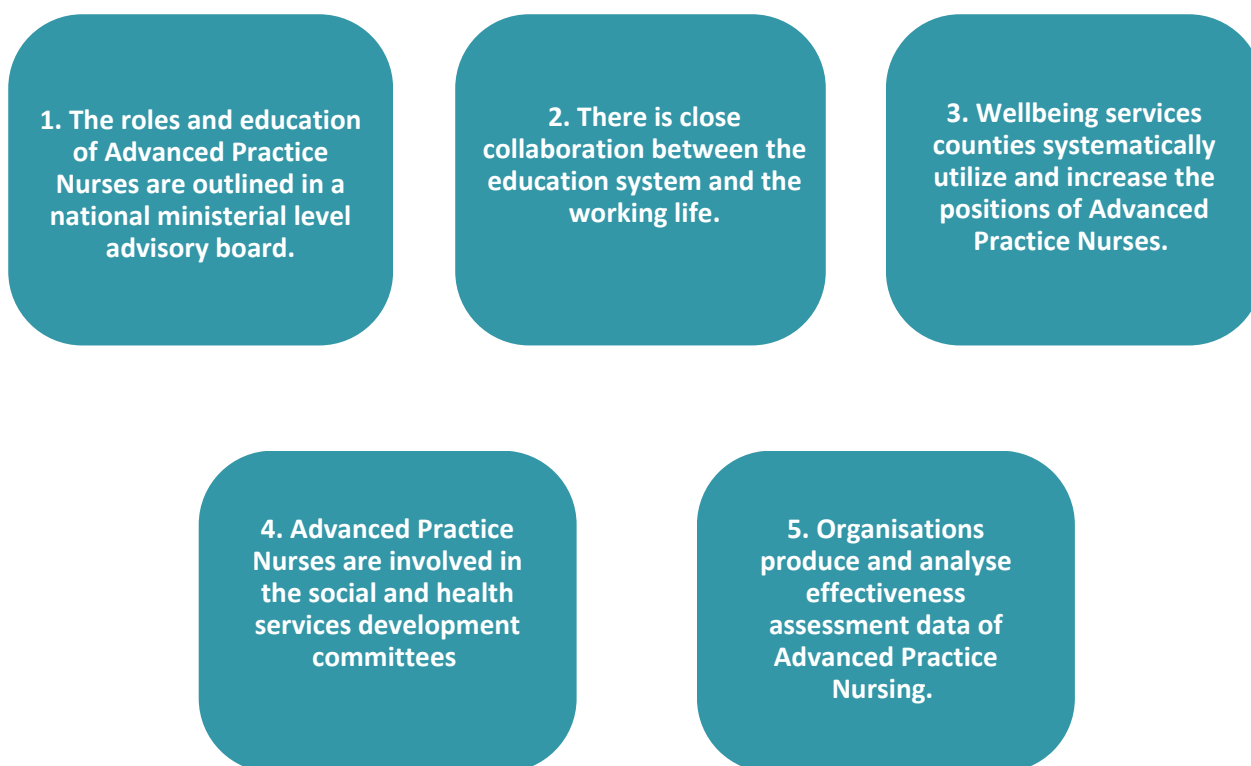 1. The roles and education
of Advanced Practice
Nurses are outlined in a
national ministerial level
advisory board.
2. There is close
collaboration between the
education system and the
working life.
3. Wellbeing services
counties systematically
utilize and increase the
positions of Advanced
Practice Nurses.
4. Advanced Practice
Nurses are involved in
the social and health
services development
committees
5. Organisations
produce and analyse
effectiveness
assessment data of
Advanced Practice
Nursing.